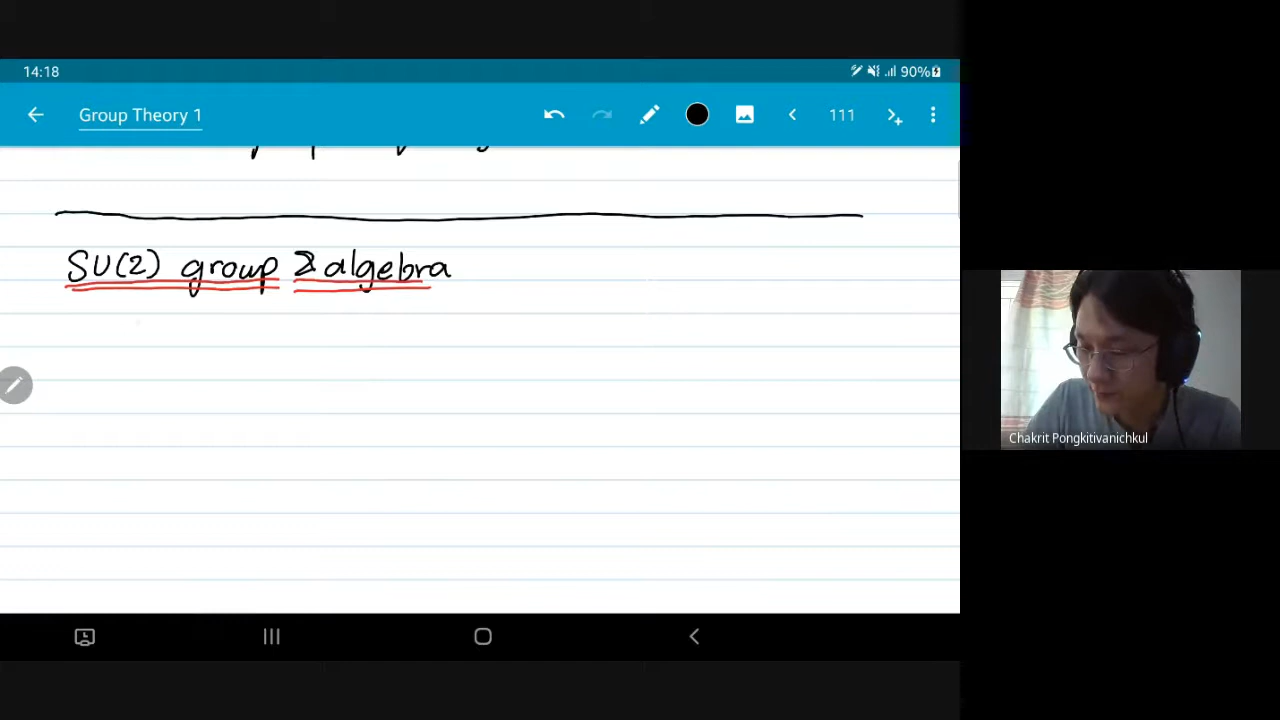 14:18 90%
Group Theory 1 111
SU(2) group & algebra
Chakrit Pongkitivanichkul